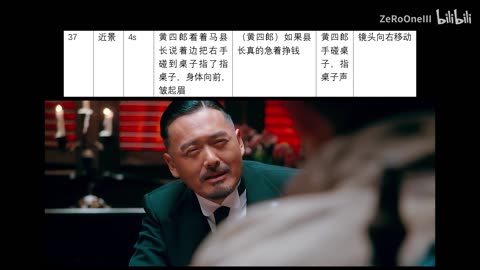 ZeRoOneIII bilibili
37 近景 4s 黄四郎看着马县 （黄四郎）如果县 黄四郎 镜头向右移动
长说着边把右手 长真的急着挣钱 手碰桌
碰到桌子指了指 子，指
桌子，身体向前， 桌子声
皱起眉